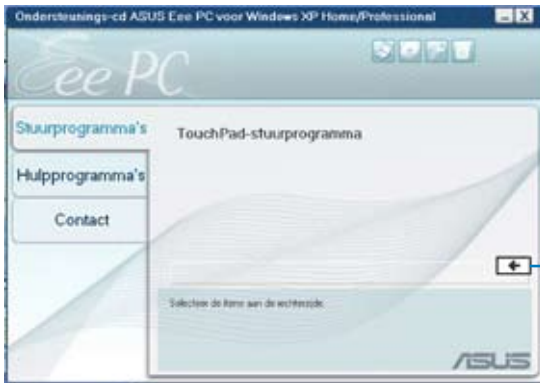 Ondersteunings-cd ASUS Eee PC voor Windows XP Home/Professional
Eee PC
Stuurprogramma's
TouchPad-stuurprogramma
Hulpprogramma's
Contact
Selecteer de items aan de rechterzijde.
ASUS